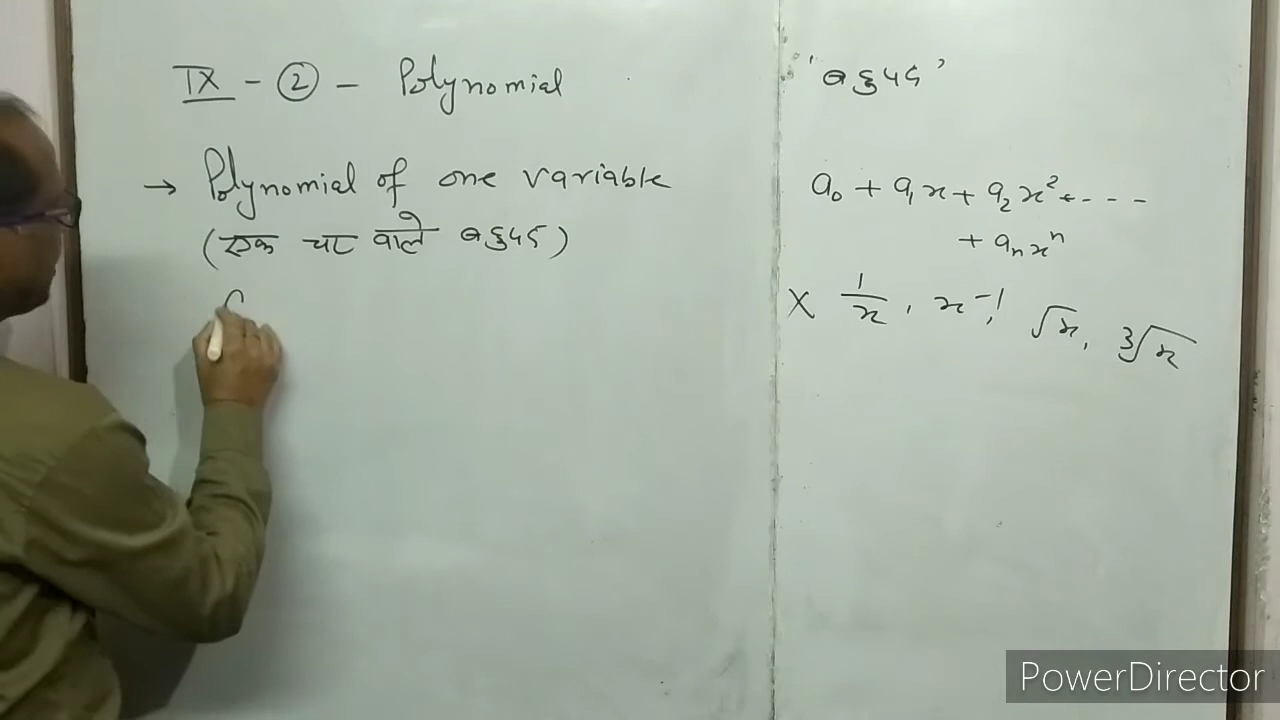 IX - ② - Polynomial
→ Polynomial of one variable
(एक चर वाले बहुपद)
'बहुपद'
a₀ + a₁x + a₂x² + - - -
+ aₙxⁿ
X 1/x, x⁻¹, √x, ³√x
PowerDirector